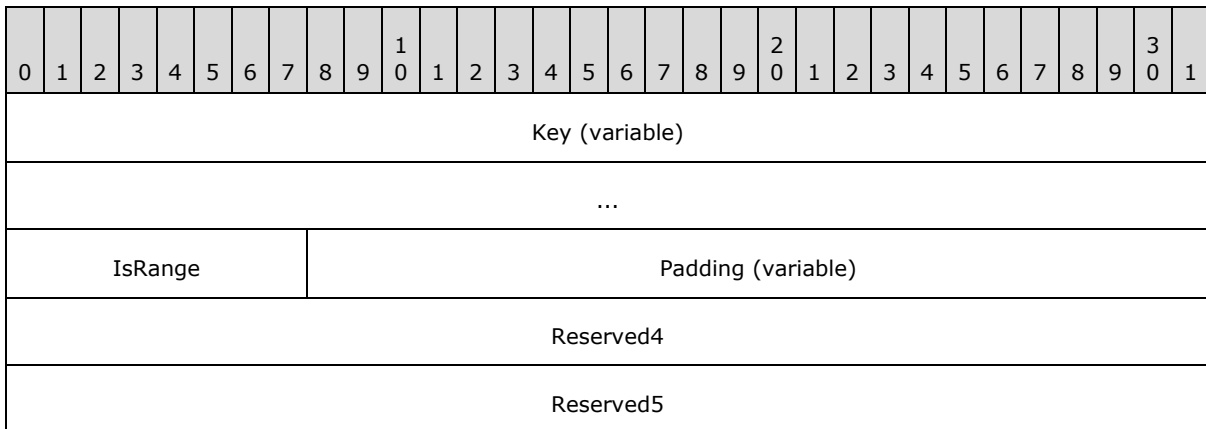 1 2 3
0 1 2 3 4 5 6 7 8 9 0 1 2 3 4 5 6 7 8 9 0 1 2 3 4 5 6 7 8 9 0 1
Key (variable)
...
IsRange Padding (variable)
Reserved4
Reserved5